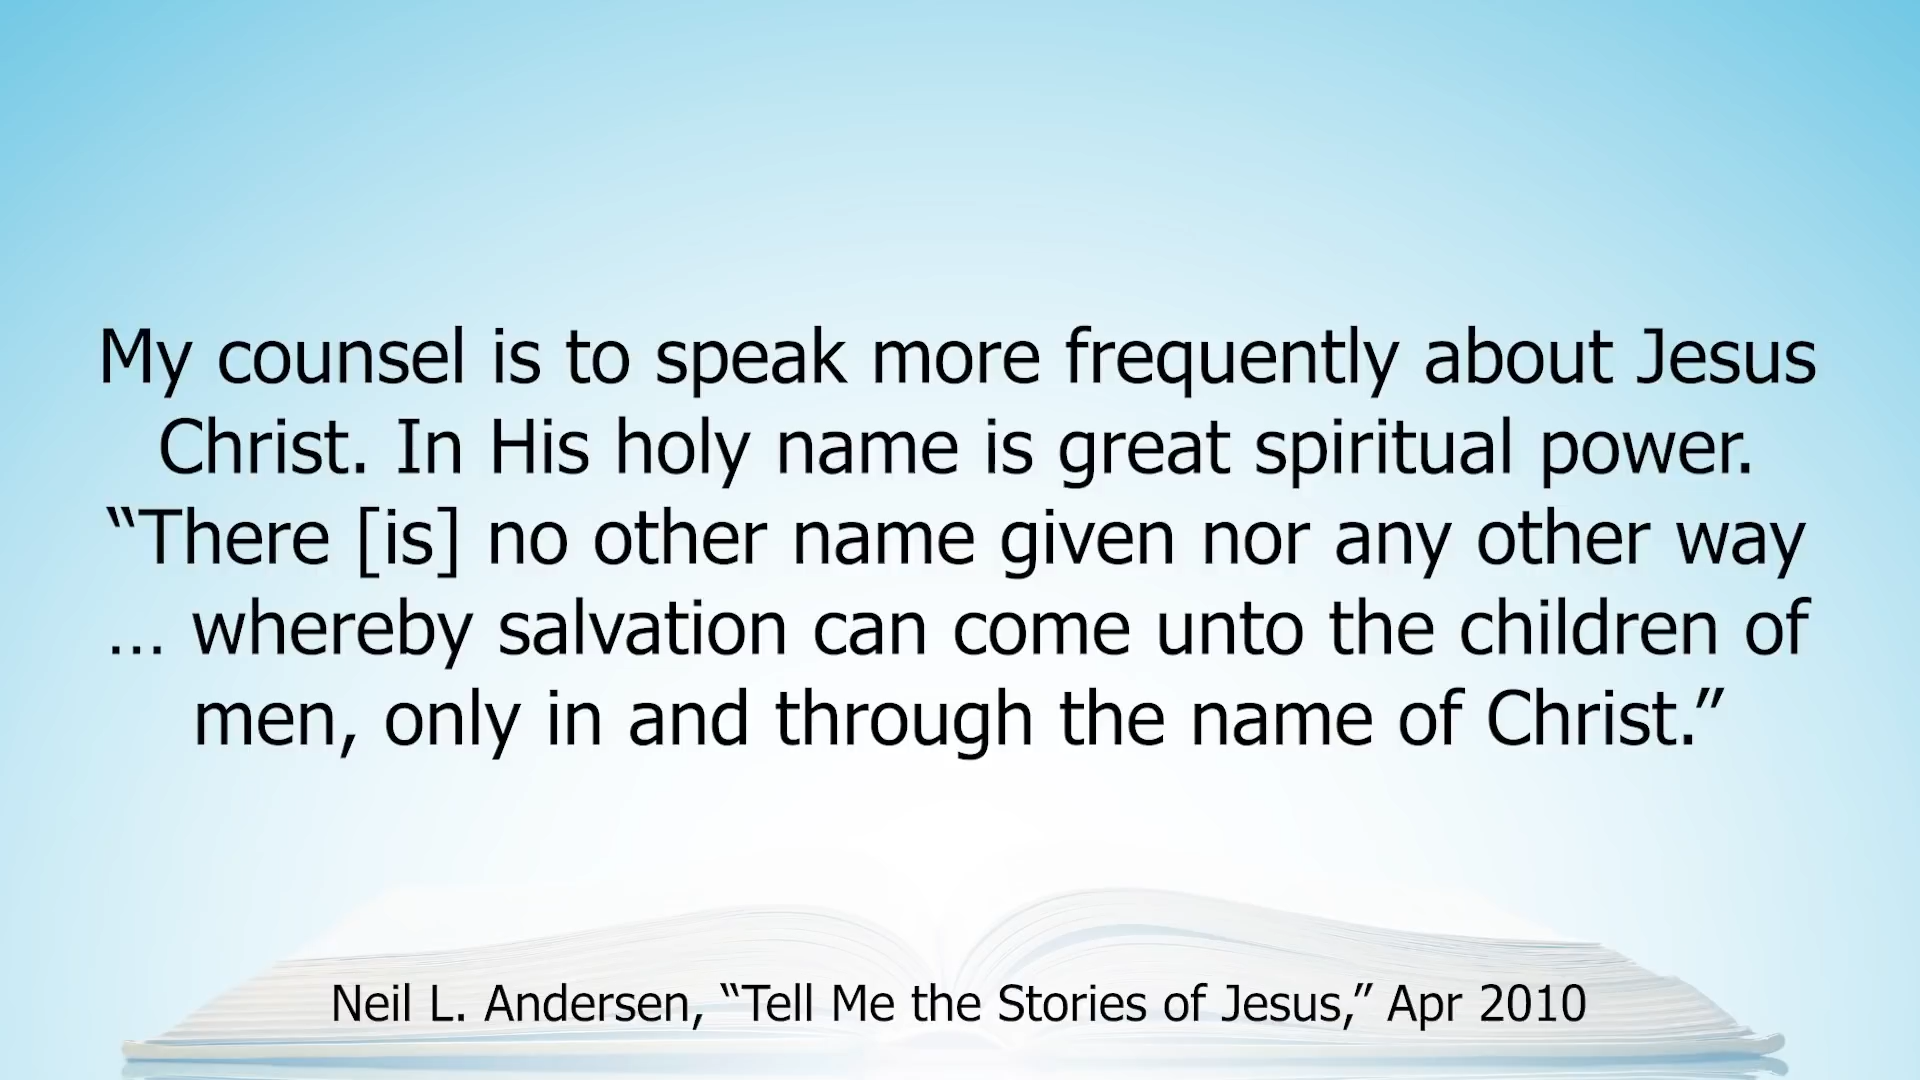 My counsel is to speak more frequently about Jesus
Christ. In His holy name is great spiritual power.
“There [is] no other name given nor any other way
… whereby salvation can come unto the children of
men, only in and through the name of Christ.”
Neil L. Andersen, “Tell Me the Stories of Jesus,” Apr 2010